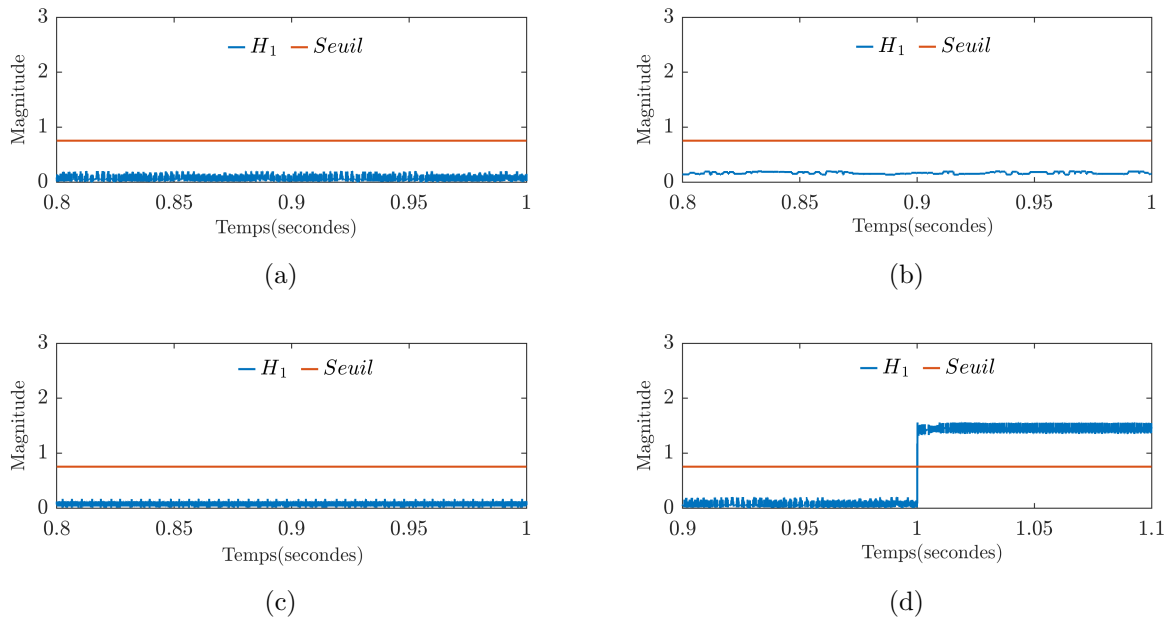 3
2
1
0
Magnitude
H1 Seuil
0.8 0.85 0.9 0.95 1
Temps(secondes)
(a)
3
2
1
0
Magnitude
H1 Seuil
0.8 0.85 0.9 0.95 1
Temps(secondes)
(b)
3
2
1
0
Magnitude
H1 Seuil
0.8 0.85 0.9 0.95 1
Temps(secondes)
(c)
3
2
1
0
Magnitude
H1 Seuil
0.9 0.95 1 1.05 1.1
Temps(secondes)
(d)